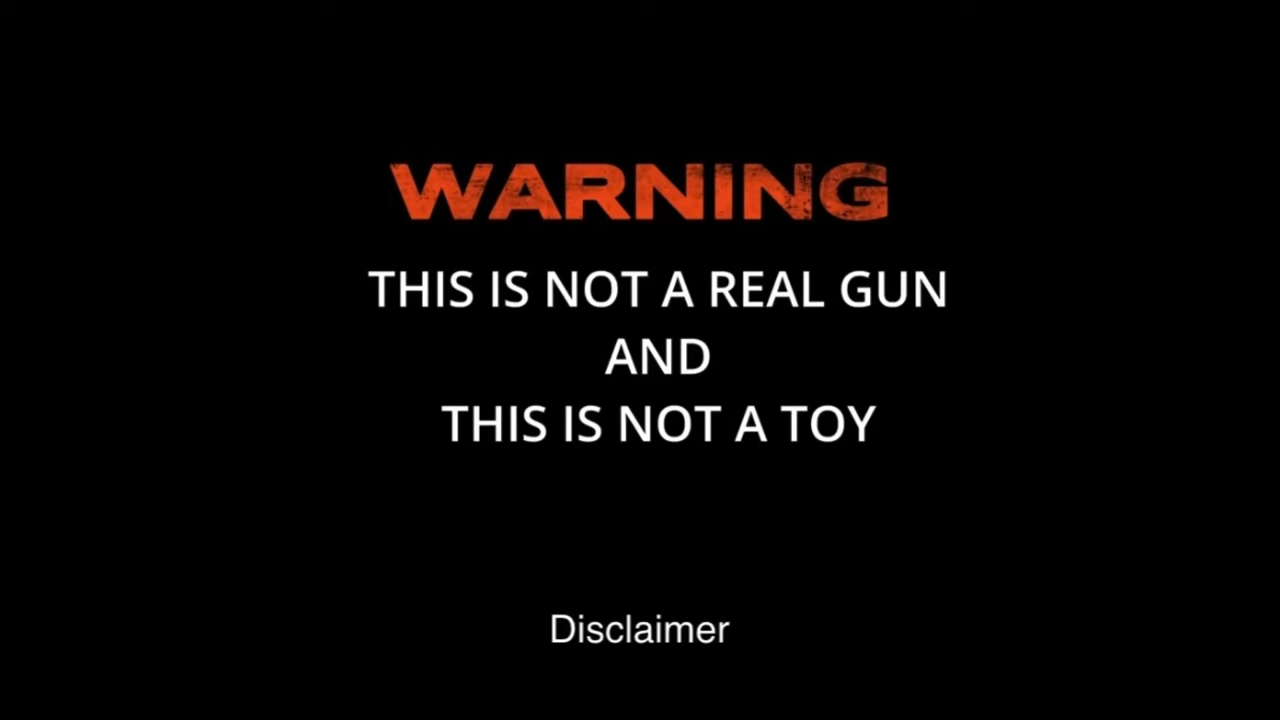 WARNING
THIS IS NOT A REAL GUN
AND
THIS IS NOT A TOY
Disclaimer